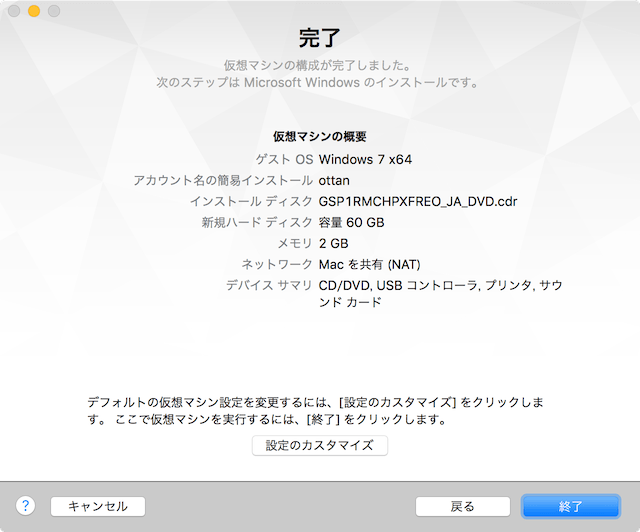 完了
仮想マシンの構成が完了しました。
次のステップは Microsoft Windows のインストールです。
仮想マシンの概要
ゲスト OS Windows 7 x64
アカウント名の簡易インストール ottan
インストール ディスク GSP1RMCHPXFREO_JA_DVD.cdr
新規ハード ディスク 容量 60 GB
メモリ 2 GB
ネットワーク Mac を共有 (NAT)
デバイス サマリ CD/DVD, USB コントローラ, プリンタ, サウ
ンド カード
デフォルトの仮想マシン設定を変更するには、[設定のカスタマイズ] をクリックしま
す。 ここで仮想マシンを実行するには、[終了] をクリックします。
設定のカスタマイズ
? キャンセル 戻る 終了